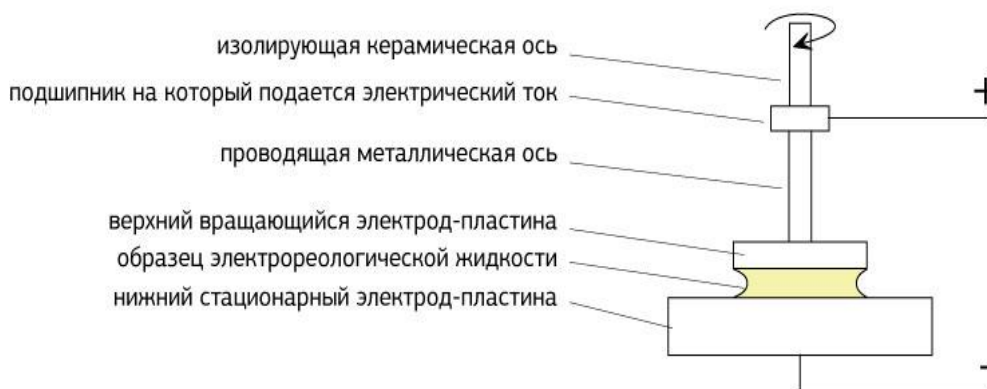 изолирующая керамическая ось
подшипник на который подается электрический ток
+
проводящая металлическая ось
верхний вращающийся электрод-пластина
образец электрореологической жидкости
нижний стационарный электрод-пластина
-